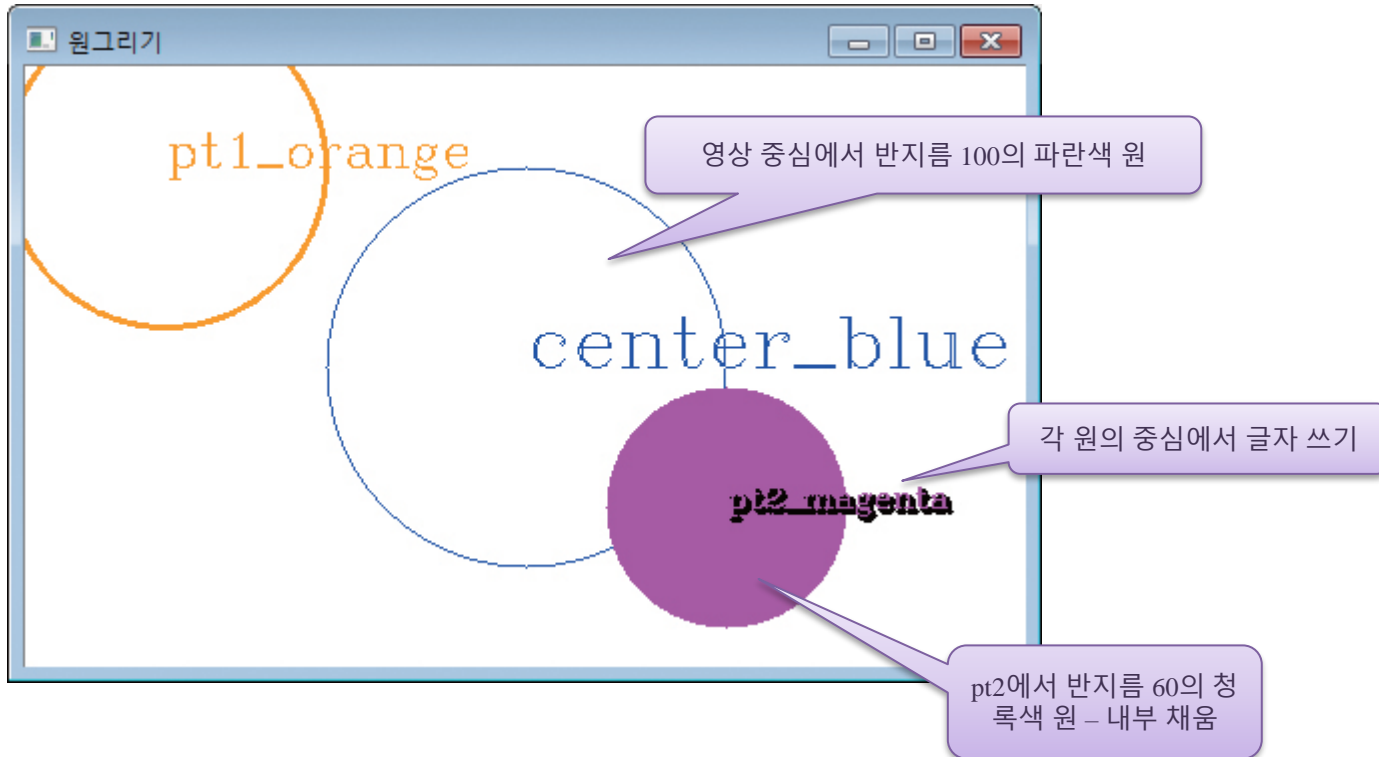 원그리기
pt1_orange
영상 중심에서 반지름 100의 파란색 원
center_blue
각 원의 중심에서 글자 쓰기
pt2_magenta
pt2에서 반지름 60의 청
록색 원 – 내부 채움